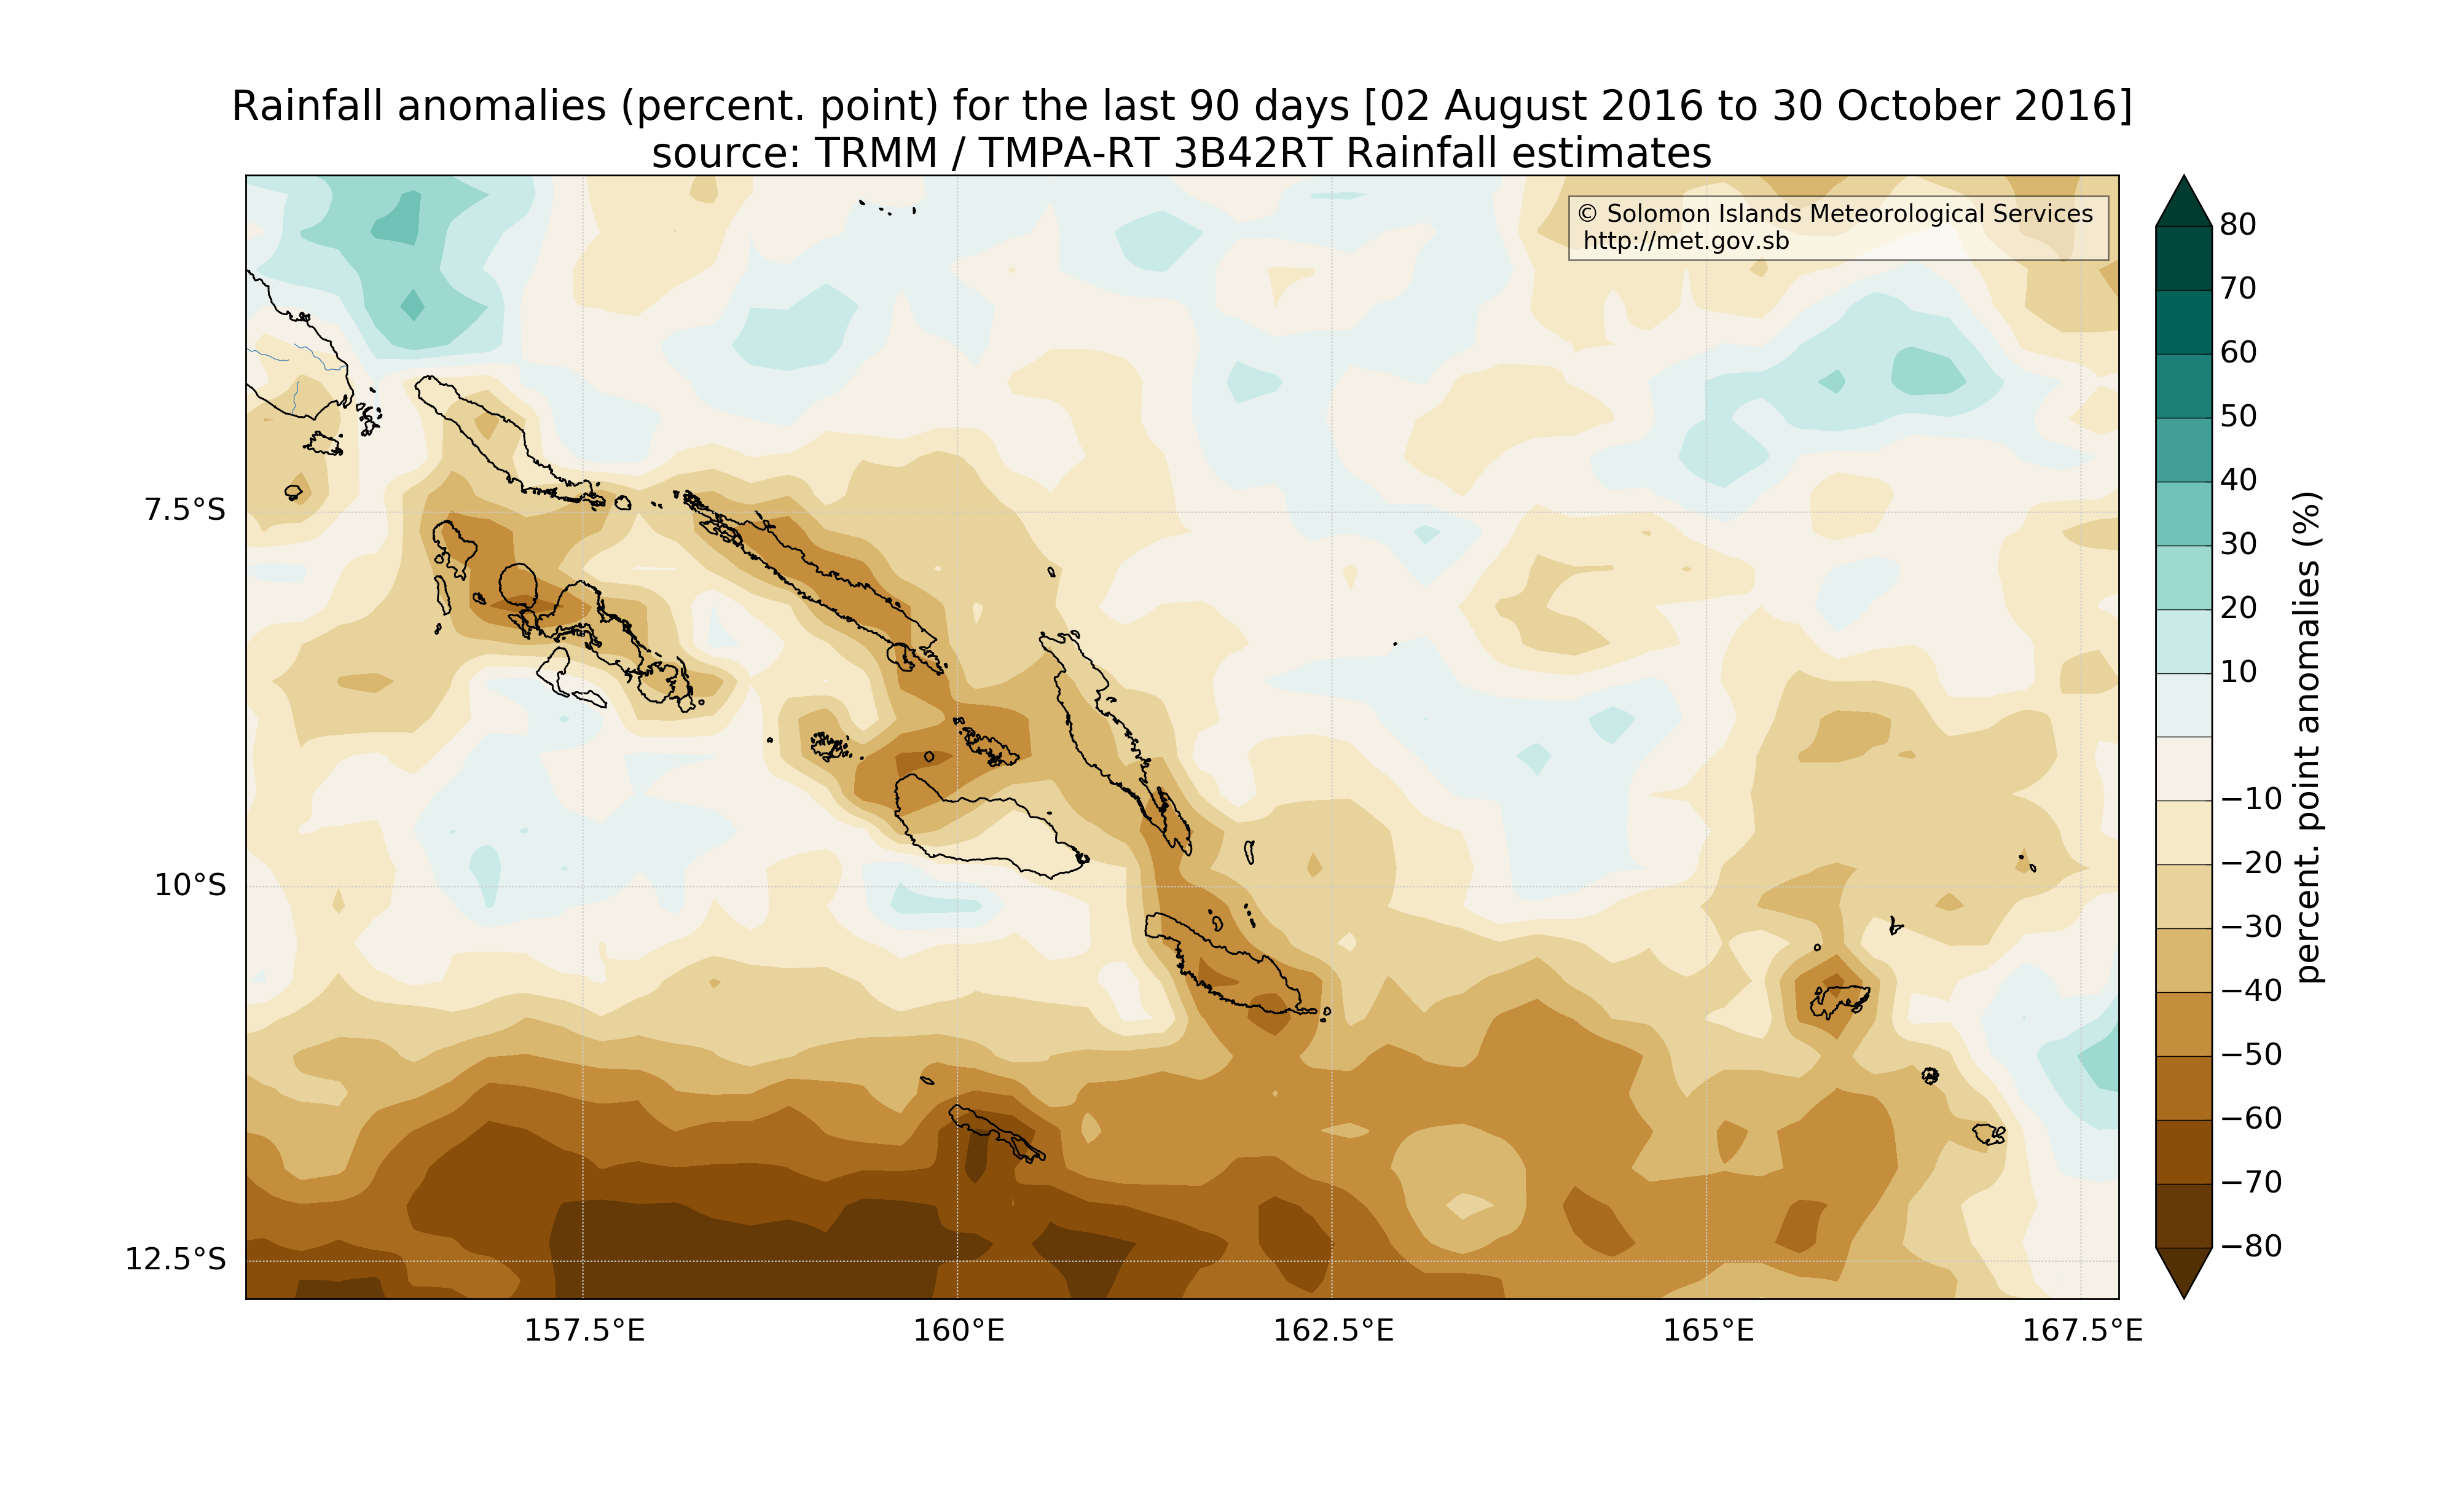 Rainfall anomalies (percent. point) for the last 90 days [02 August 2016 to 30 October 2016]
source: TRMM / TMPA-RT 3B42RT Rainfall estimates
© Solomon Islands Meteorological Services
http://met.gov.sb
7.5°S
10°S
12.5°S
157.5°E
160°E
162.5°E
165°E
167.5°E
80
70
60
50
40
30
20
10
−10
−20
−30
−40
−50
−60
−70
−80
percent. point anomalies (%)